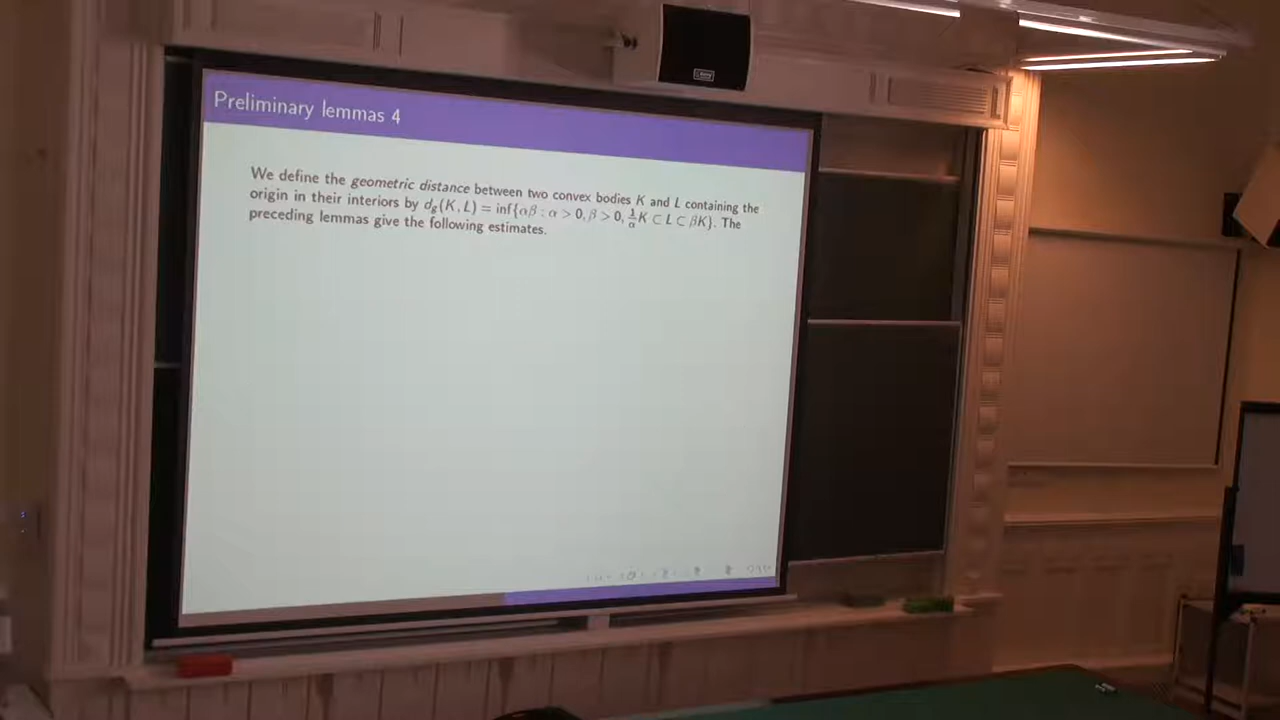 Preliminary lemmas 4
We define the geometric distance between two convex bodies K and L containing the
origin in their interiors by d_g(K, L) = inf{αβ : α > 0, β > 0, 1/α K ⊂ L ⊂ βK}. The
preceding lemmas give the following estimates.